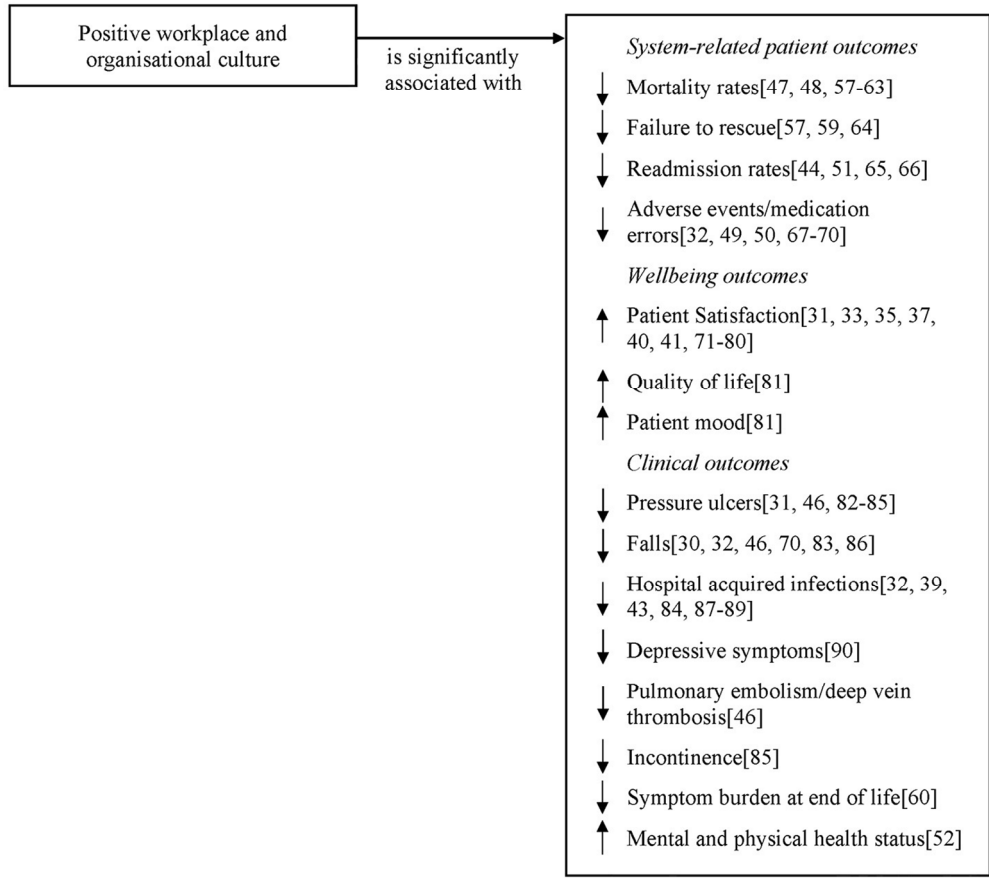 Positive workplace and
organisational culture
is significantly
associated with
System-related patient outcomes
Mortality rates[47, 48, 57-63]
Failure to rescue[57, 59, 64]
Readmission rates[44, 51, 65, 66]
Adverse events/medication
errors[32, 49, 50, 67-70]
Wellbeing outcomes
Patient Satisfaction[31, 33, 35, 37,
40, 41, 71-80]
Quality of life[81]
Patient mood[81]
Clinical outcomes
Pressure ulcers[31, 46, 82-85]
Falls[30, 32, 46, 70, 83, 86]
Hospital acquired infections[32, 39,
43, 84, 87-89]
Depressive symptoms[90]
Pulmonary embolism/deep vein
thrombosis[46]
Incontinence[85]
Symptom burden at end of life[60]
Mental and physical health status[52]